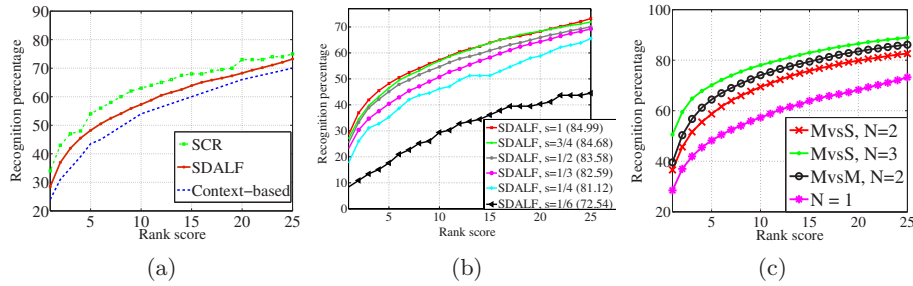 90
80
70
60
50
40
30
20
5 10 15 20 25
Recognition percentage
Rank score
SCR
SDALF
Context−based
(a)
80
70
60
50
40
30
20
10
0
5 10 15 20 25
Recognition percentage
Rank score
SDALF, s=1 (84.99)
SDALF, s=3/4 (84.68)
SDALF, s=1/2 (83.58)
SDALF, s=1/3 (82.59)
SDALF, s=1/4 (81.12)
SDALF, s=1/6 (72.54)
(b)
100
80
60
40
20
5 10 15 20 25
Recognition percentage
Rank score
MvsS, N=2
MvsS, N=3
MvsM, N=2
N = 1
(c)